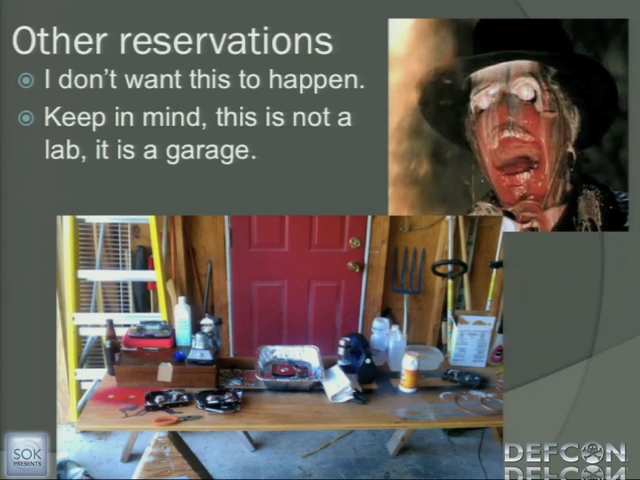 Other reservations
I don't want this to happen.
Keep in mind, this is not a
lab, it is a garage.
SOK
PRESENTS
DEFCON